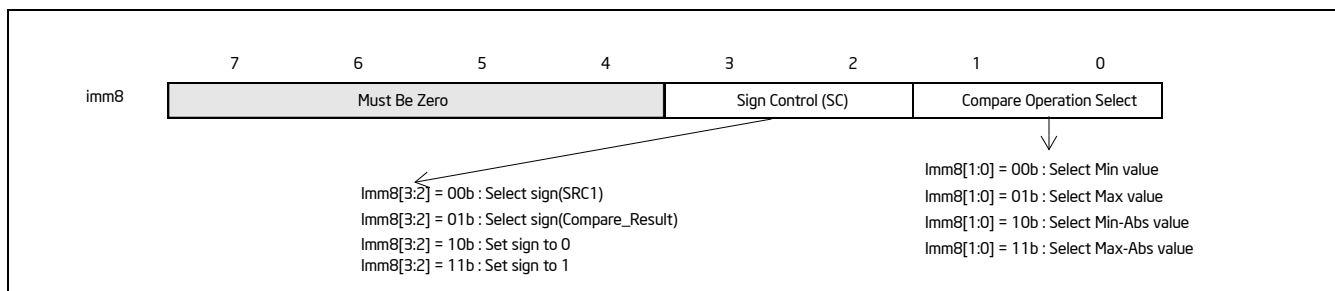 7 6 5 4 3 2 1 0
imm8 Must Be Zero Sign Control (SC) Compare Operation Select
Imm8[3:2] = 00b : Select sign(SRC1)
Imm8[3:2] = 01b : Select sign(Compare_Result)
Imm8[3:2] = 10b : Set sign to 0
Imm8[3:2] = 11b : Set sign to 1
Imm8[1:0] = 00b : Select Min value
Imm8[1:0] = 01b : Select Max value
Imm8[1:0] = 10b : Select Min-Abs value
Imm8[1:0] = 11b : Select Max-Abs value